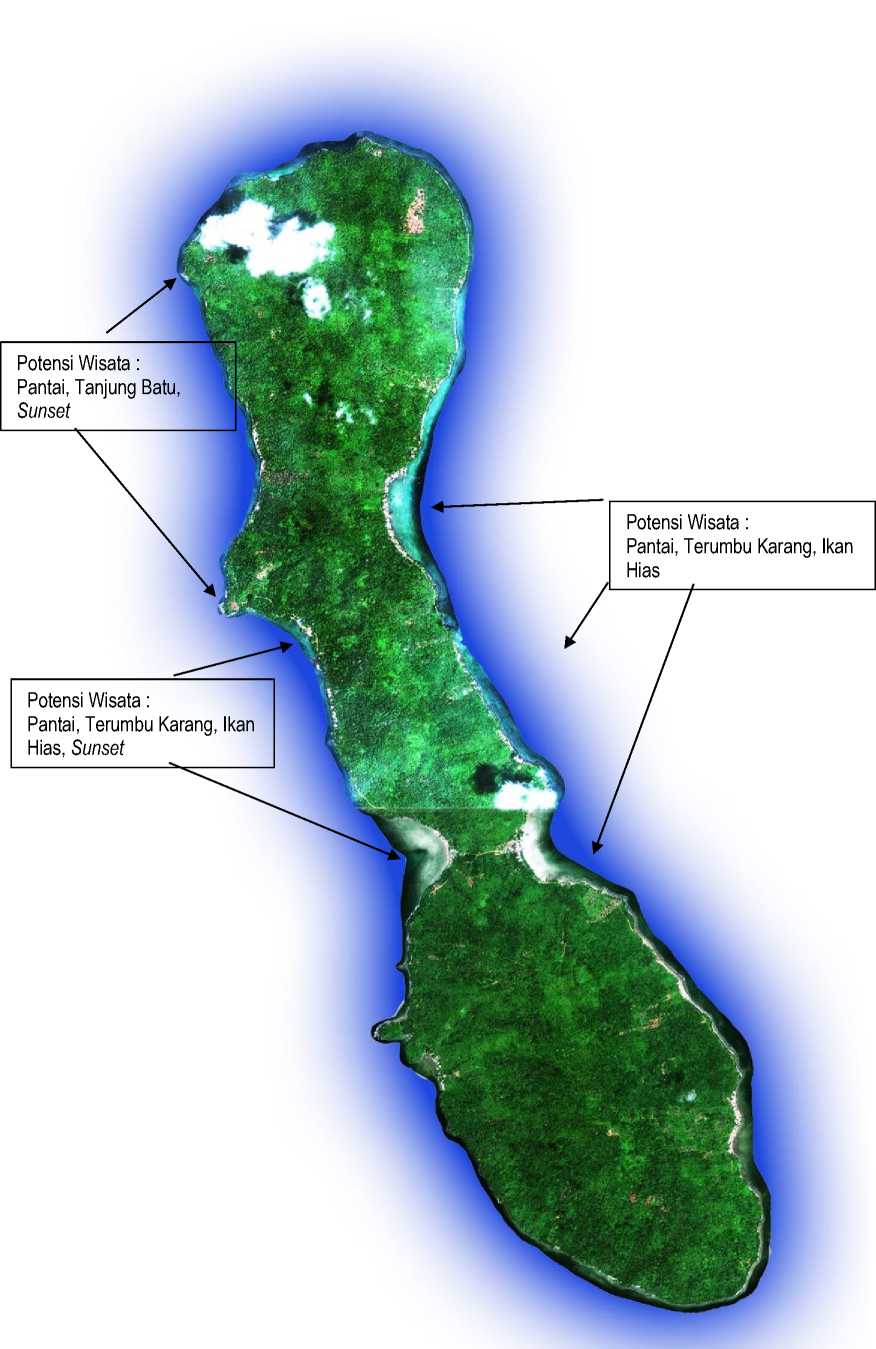 Potensi Wisata :
Pantai, Tanjung Batu,
Sunset
Potensi Wisata :
Pantai, Terumbu Karang, Ikan
Hias
Potensi Wisata :
Pantai, Terumbu Karang, Ikan
Hias, Sunset